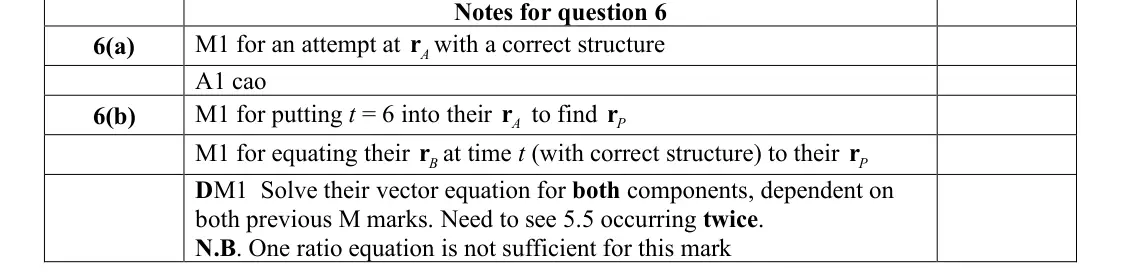 Notes for question 6
6(a) M1 for an attempt at r_A with a correct structure
A1 cao
6(b) M1 for putting t = 6 into their r_A to find r_P
M1 for equating their r_B at time t (with correct structure) to their r_P
DM1 Solve their vector equation for both components, dependent on
both previous M marks. Need to see 5.5 occurring twice.
N.B. One ratio equation is not sufficient for this mark